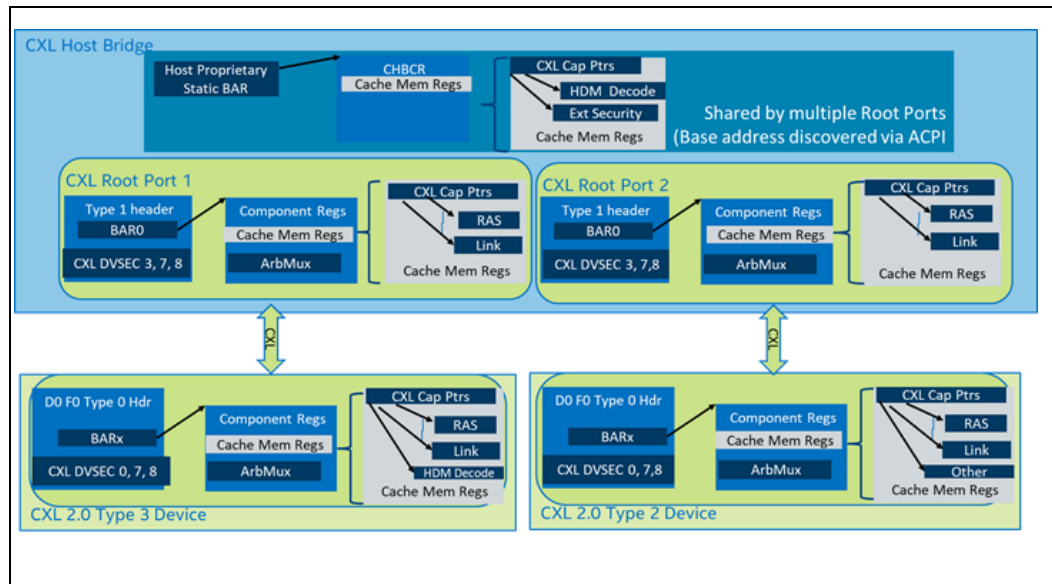 CXL Host Bridge
Host Proprietary
Static BAR
CHBCR
Cache Mem Regs
CXL Cap Ptrs
HDM Decode
Ext Security
Cache Mem Regs
Shared by multiple Root Ports
(Base address discovered via ACPI
CXL Root Port 1
Type 1 header
BAR0
CXL DVSEC 3, 7, 8
Component Regs
Cache Mem Regs
ArbMux
CXL Cap Ptrs
RAS
Link
Cache Mem Regs
CXL Root Port 2
Type 1 header
BAR0
CXL DVSEC 3, 7,8
Component Regs
Cache Mem Regs
ArbMux
CXL Cap Ptrs
RAS
Link
Cache Mem Regs
CXL
CXL
D0 F0 Type 0 Hdr
BARx
CXL DVSEC 0, 7,8
Component Regs
Cache Mem Regs
ArbMux
CXL Cap Ptrs
RAS
Link
HDM Decode
Cache Mem Regs
CXL 2.0 Type 3 Device
D0 F0 Type 0 Hdr
BARx
CXL DVSEC 0, 7,8
Component Regs
Cache Mem Regs
ArbMux
CXL Cap Ptrs
RAS
Link
Other
Cache Mem Regs
CXL 2.0 Type 2 Device